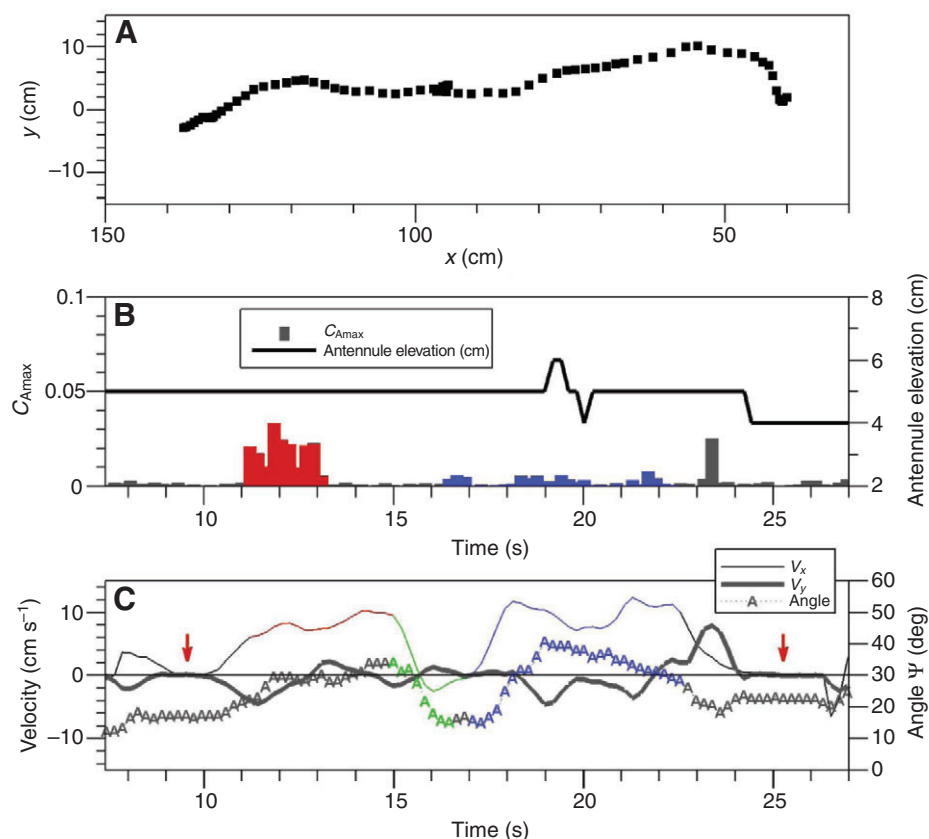 A
10
0
−10
y (cm)
150
100
50
x (cm)
B
0.1
0.05
0
C_Amax
C_Amax
Antennule elevation (cm)
8
6
4
2
Antennule elevation (cm)
10
15
20
25
Time (s)
C
V_x
V_y
A Angle
10
0
−10
Velocity (cm s⁻¹)
60
50
40
30
20
10
0
Angle Ψ (deg)
10
15
20
25
Time (s)